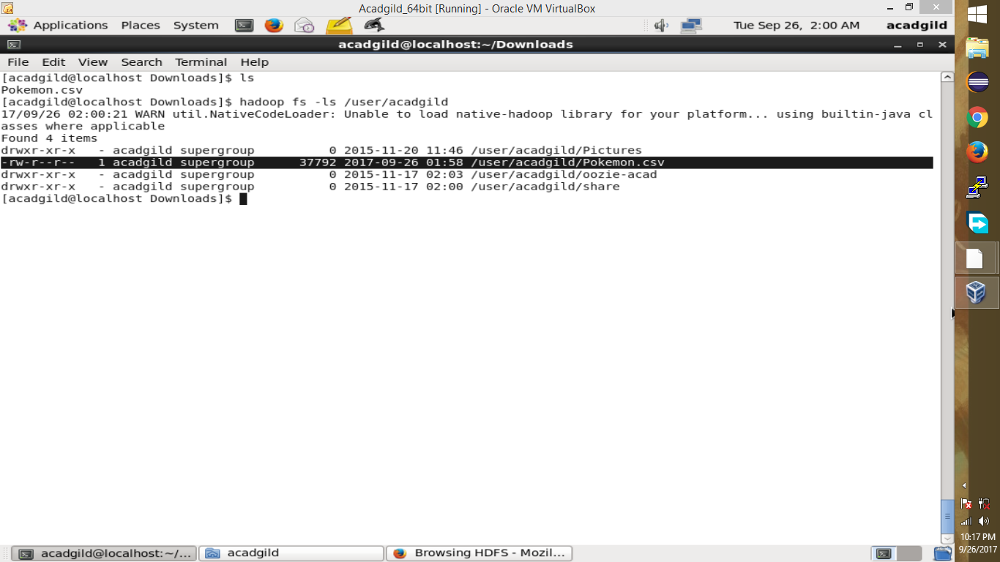 Acadgild_64bit [Running] - Oracle VM VirtualBox
Applications Places System Tue Sep 26, 2:00 AM acadgild
acadgild@localhost:~/Downloads
File Edit View Search Terminal Help
[acadgild@localhost Downloads]$ ls
Pokemon.csv
[acadgild@localhost Downloads]$ hadoop fs -ls /user/acadgild
17/09/26 02:00:21 WARN util.NativeCodeLoader: Unable to load native-hadoop library for your platform... using builtin-java cl
asses where applicable
Found 4 items
drwxr-xr-x   - acadgild supergroup          0 2015-11-20 11:46 /user/acadgild/Pictures
-rw-r--r--   1 acadgild supergroup      37792 2017-09-26 01:58 /user/acadgild/Pokemon.csv
drwxr-xr-x   - acadgild supergroup          0 2015-11-17 02:03 /user/acadgild/oozie-acad
drwxr-xr-x   - acadgild supergroup          0 2015-11-17 02:00 /user/acadgild/share
[acadgild@localhost Downloads]$
acadgild@localhost:~/... acadgild Browsing HDFS - Mozil...
10:17 PM
9/26/2017